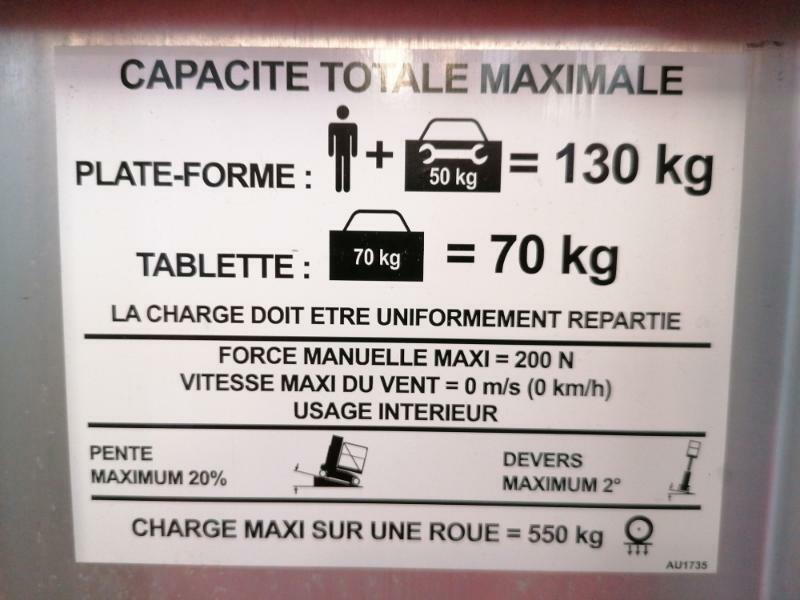 CAPACITE TOTALE MAXIMALE
PLATE-FORME : + 50 kg = 130 kg
TABLETTE : 70 kg = 70 kg
LA CHARGE DOIT ETRE UNIFORMEMENT REPARTIE
FORCE MANUELLE MAXI = 200 N
VITESSE MAXI DU VENT = 0 m/s (0 km/h)
USAGE INTERIEUR
PENTE
MAXIMUM 20%
DEVERS
MAXIMUM 2°
CHARGE MAXI SUR UNE ROUE = 550 kg
AU1735